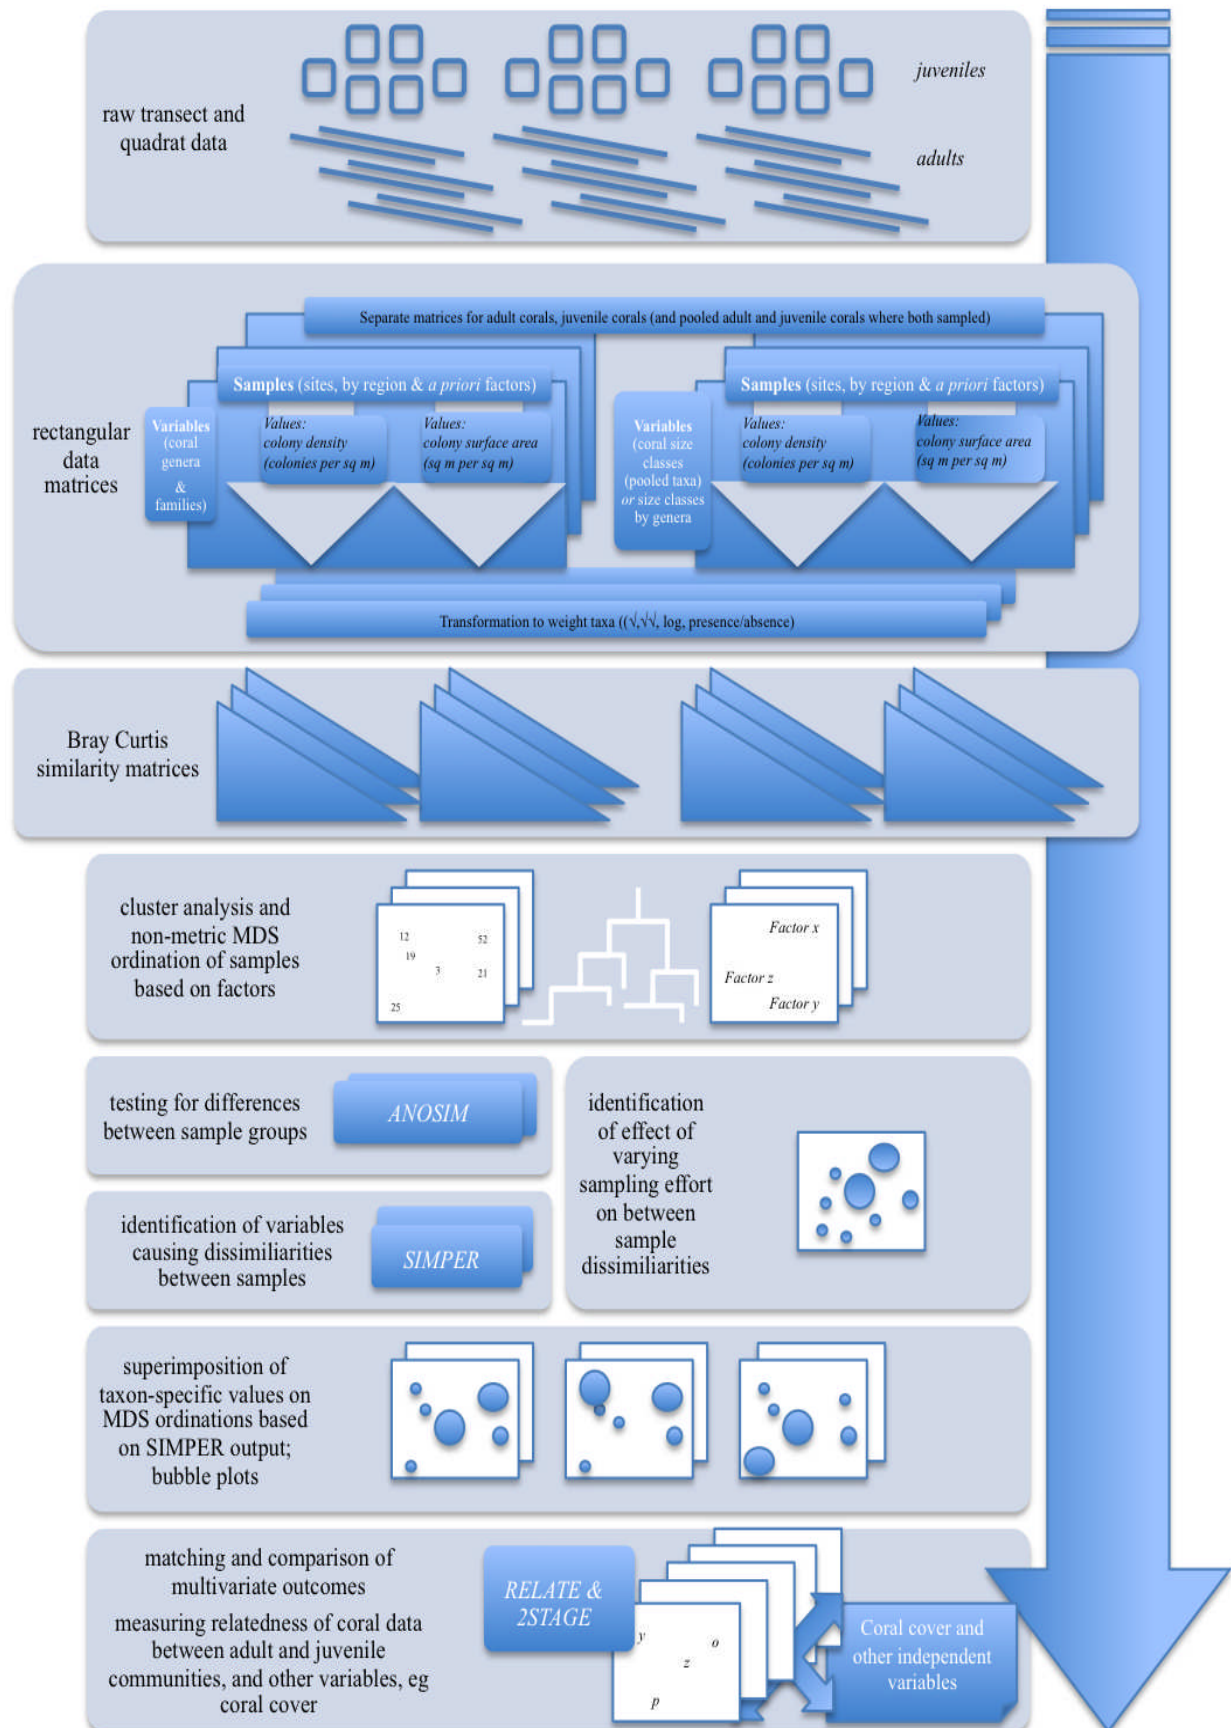 raw transect and
quadrat data
juveniles
adults
Separate matrices for adult corals, juvenile corals (and pooled adult and juvenile corals where both sampled)
rectangular
data
matrices
Samples (sites, by region & a priori factors)
Variables
(coral
genera
&
families)
Values:
colony density
(colonies per sq m)
Values:
colony surface area
(sq m per sq m)
Samples (sites, by region & a priori factors)
Variables
(coral size
classes
(pooled taxa)
or size classes
by genera
Values:
colony density
(colonies per sq m)
Values:
colony surface area
(sq m per sq m)
Transformation to weight taxa ((√,√√, log, presence/absence)
Bray Curtis
similarity matrices
cluster analysis and
non-metric MDS
ordination of samples
based on factors
12
52
19
3
21
25
Factor x
Factor z
Factor y
testing for differences
between sample groups
ANOSIM
identification of variables
causing dissimiliarities
between samples
SIMPER
identification
of effect of
varying
sampling effort
on between
sample
dissimiliarities
superimposition of
taxon-specific values on
MDS ordinations based
on SIMPER output;
bubble plots
matching and comparison of
multivariate outcomes
measuring relatedness of coral data
between adult and juvenile
communities, and other variables, eg
coral cover
RELATE &
2STAGE
y
o
z
p
Coral cover and
other independent
variables